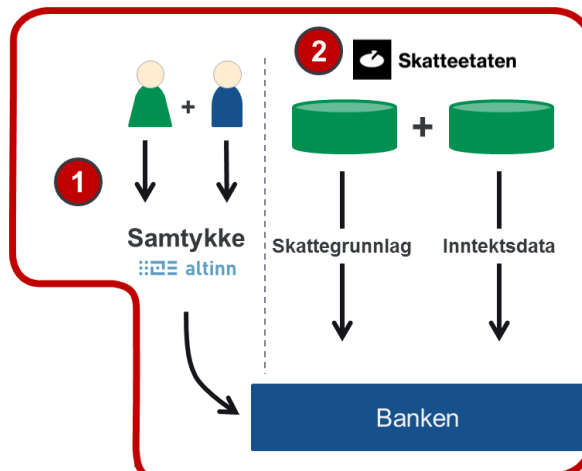 1
+
Samtykke
altinn
2
Skatteetaten
+
Skattegrunnlag
Inntektsdata
Banken